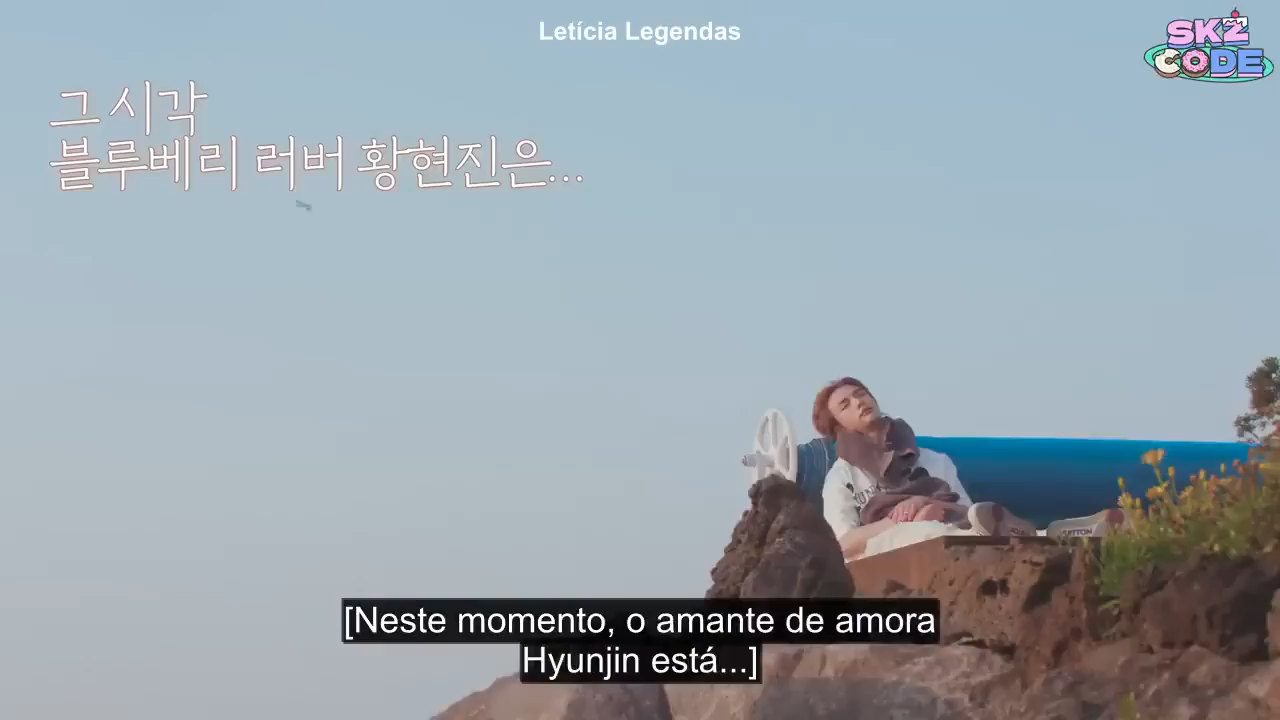 Letícia Legendas
SKZ
CODE
그 시각
블루베리 러버 황현진은...
[Neste momento, o amante de amora
Hyunjin está...]